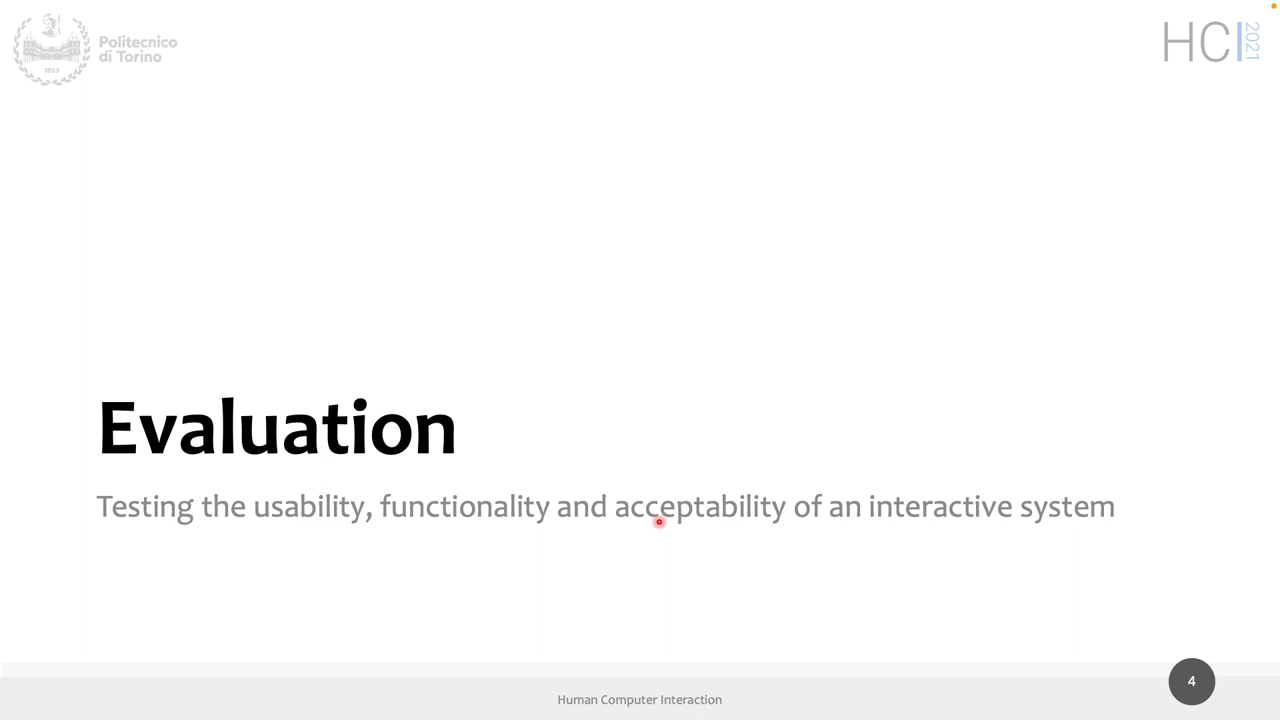 Politecnico
di Torino
1859
HCI
2021
Evaluation
Testing the usability, functionality and acceptability of an interactive system
Human Computer Interaction
4